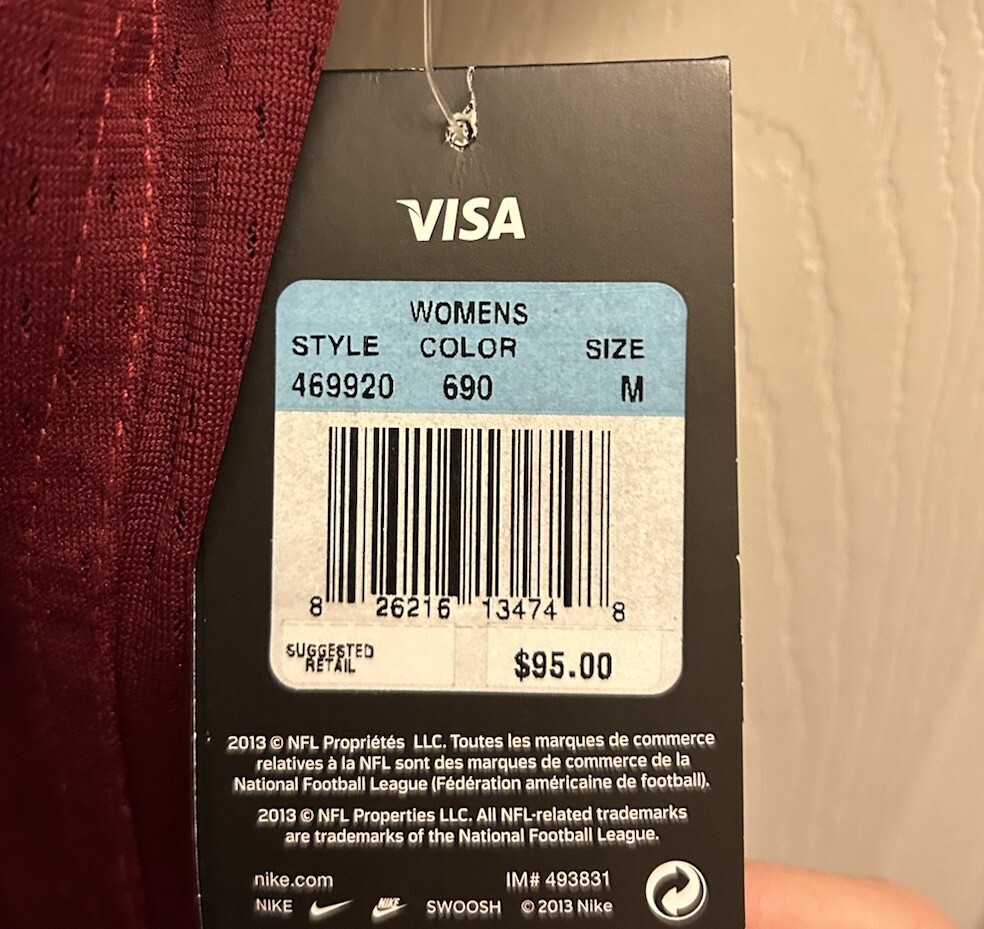 VISA
WOMENS
STYLE COLOR SIZE
469920 690 M
8 26216 13474 8
SUGGESTED
RETAIL
$95.00
2013 © NFL Propriétés LLC. Toutes les marques de commerce
relatives à la NFL sont des marques de commerce de la
National Football League (Fédération américaine de football).
2013 © NFL Properties LLC. All NFL-related trademarks
are trademarks of the National Football League.
nike.com IM# 493831
NIKE NIKE SWOOSH © 2013 Nike